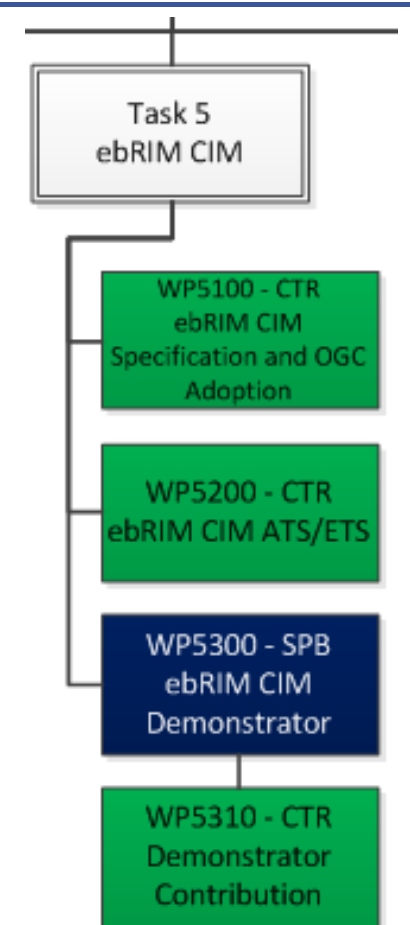 Task 5
ebRIM CIM
WP5100 - CTR
ebRIM CIM
Specification and OGC
Adoption
WP5200 - CTR
ebRIM CIM ATS/ETS
WP5300 - SPB
ebRIM CIM
Demonstrator
WP5310 - CTR
Demonstrator
Contribution